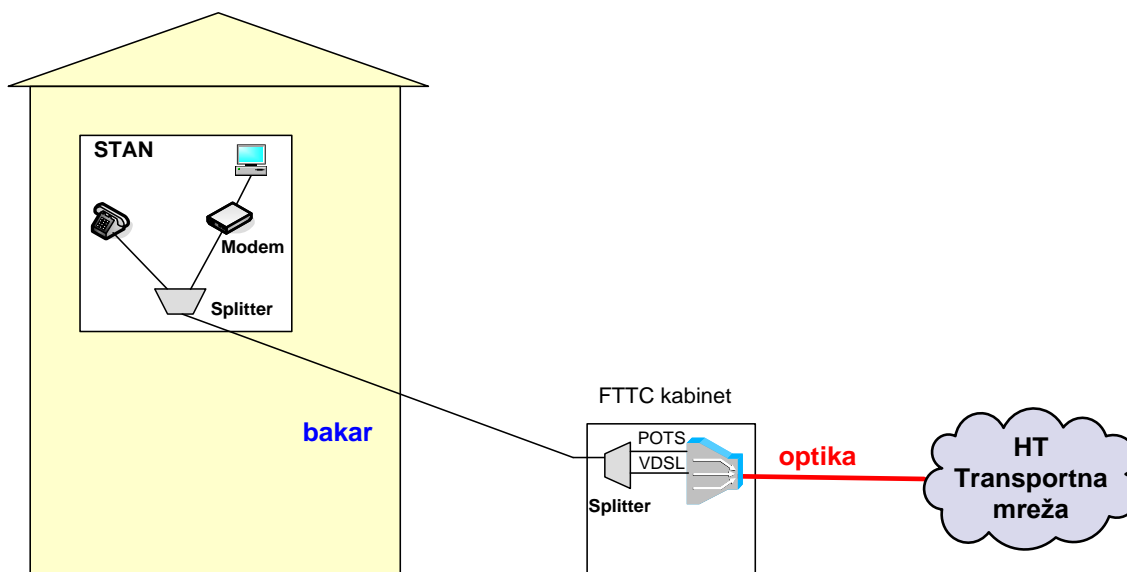 STAN
Modem
Splitter
bakar
FTTC kabinet
POTS
VDSL
Splitter
optika
HT
Transportna
mreža